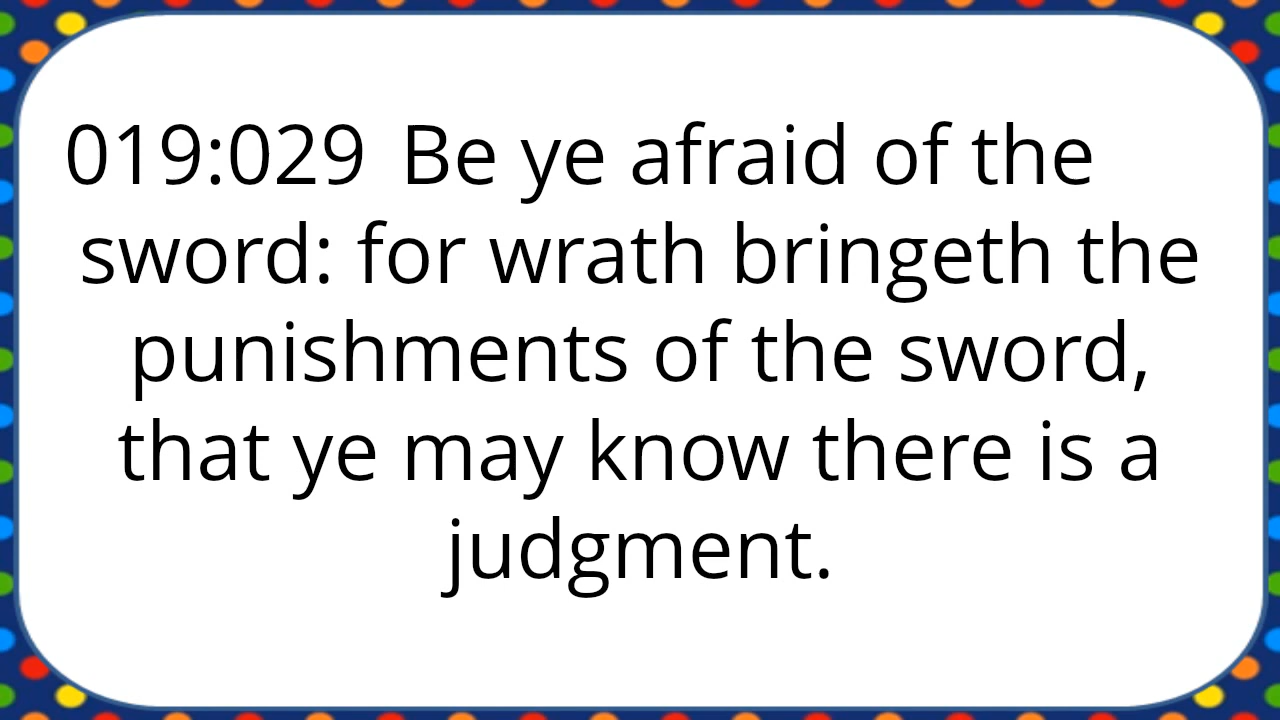 019:029 Be ye afraid of the
sword: for wrath bringeth the
punishments of the sword,
that ye may know there is a
judgment.